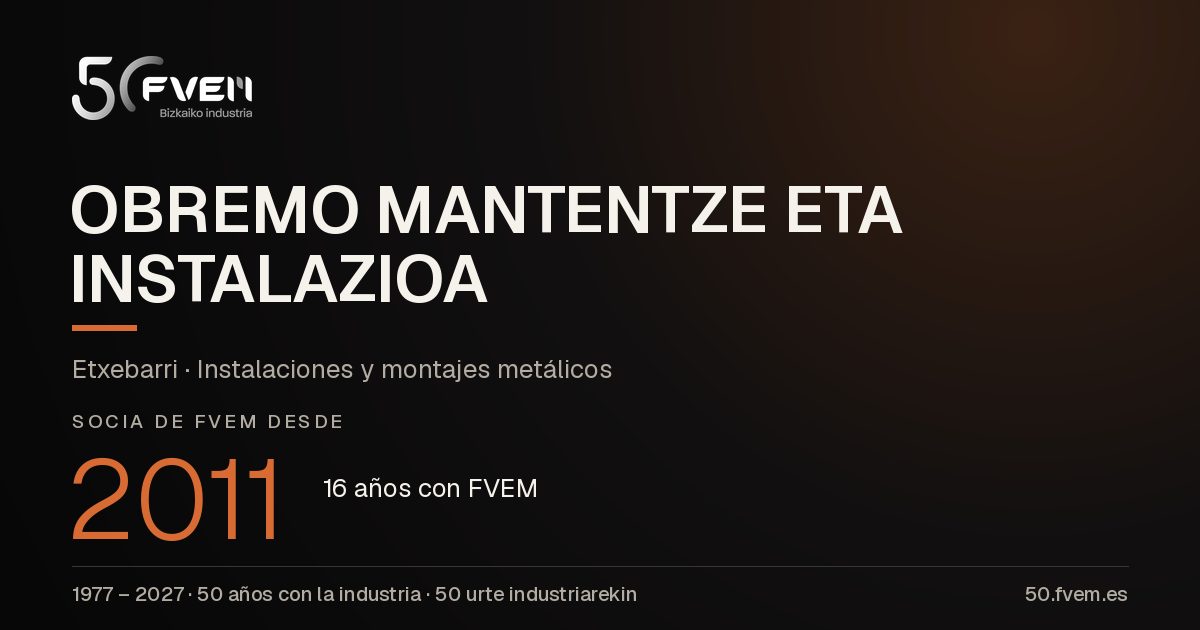 50 FVEM
Bizkaiko industria
OBREMO MANTENTZE ETA
INSTALAZIOA
Etxebarri · Instalaciones y montajes metálicos
SOCIA DE FVEM DESDE
2011
16 años con FVEM
1977 – 2027 · 50 años con la industria · 50 urte industriarekin
50.fvem.es